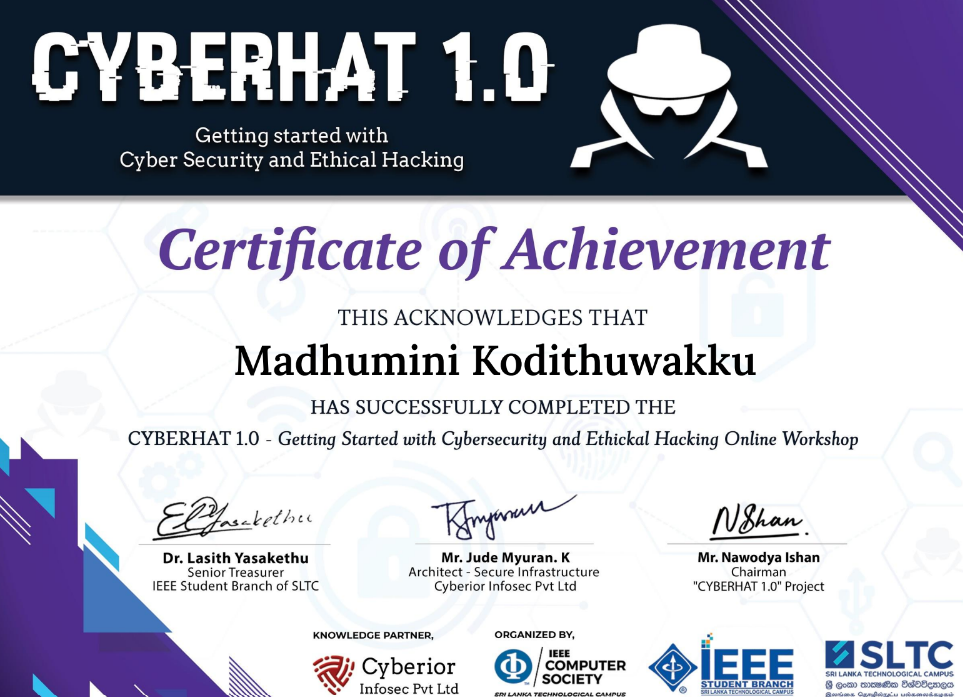 CYBERHAT 1.0
Getting started with
Cyber Security and Ethical Hacking
Certificate of Achievement
THIS ACKNOWLEDGES THAT
Madhumini Kodithuwakku
HAS SUCCESSFULLY COMPLETED THE
CYBERHAT 1.0 - Getting Started with Cybersecurity and Ethickal Hacking Online Workshop
Dr. Lasith Yasakethu
Senior Treasurer
IEEE Student Branch of SLTC
Mr. Jude Myuran. K
Architect - Secure Infrastructure
Cyberior Infosec Pvt Ltd
Mr. Nawodya Ishan
Chairman
"CYBERHAT 1.0" Project
KNOWLEDGE PARTNER,
Cyberior
Infosec Pvt Ltd
ORGANIZED BY,
IEEE
COMPUTER
SOCIETY
SRI LANKA TECHNOLOGICAL CAMPUS
IEEE
STUDENT BRANCH
SRI LANKA TECHNOLOGICAL CAMPUS
SLTC
SRI LANKA TECHNOLOGICAL CAMPUS
ශ්‍රී ලංකා තාක්ෂණික විශ්වවිද්‍යාලය